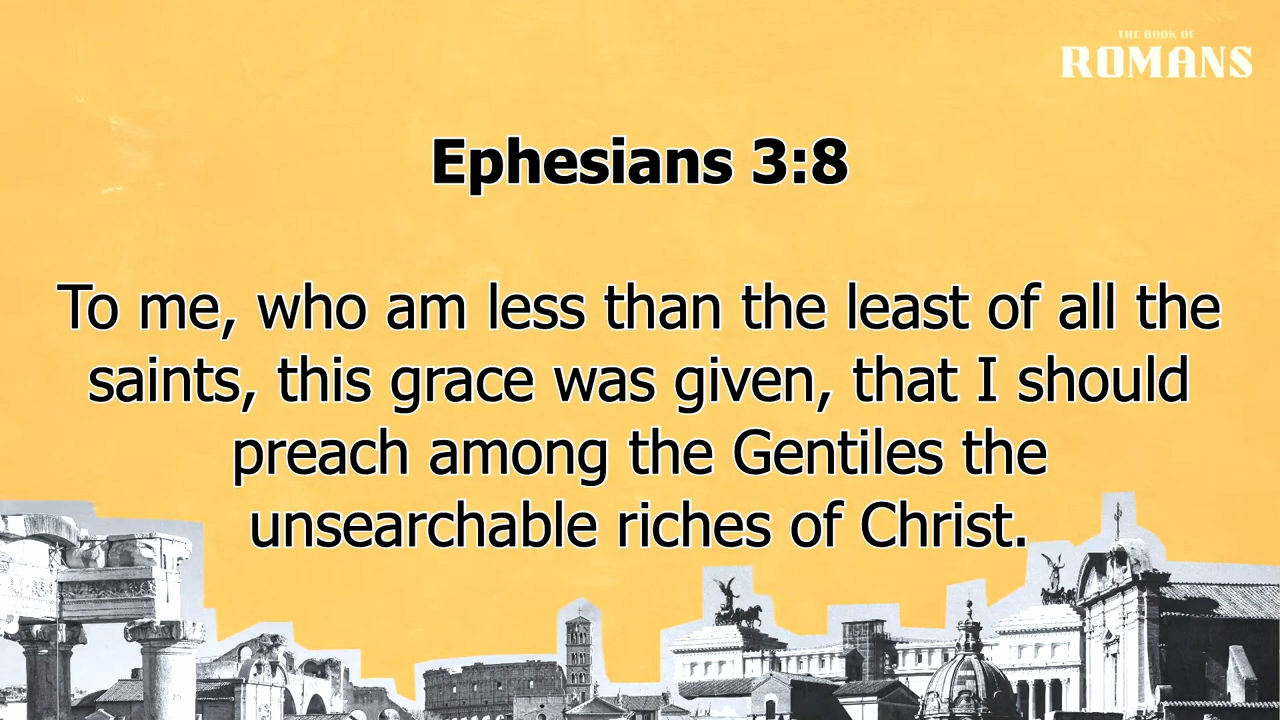 THE BOOK OF
ROMANS
Ephesians 3:8
To me, who am less than the least of all the
saints, this grace was given, that I should
preach among the Gentiles the
unsearchable riches of Christ.